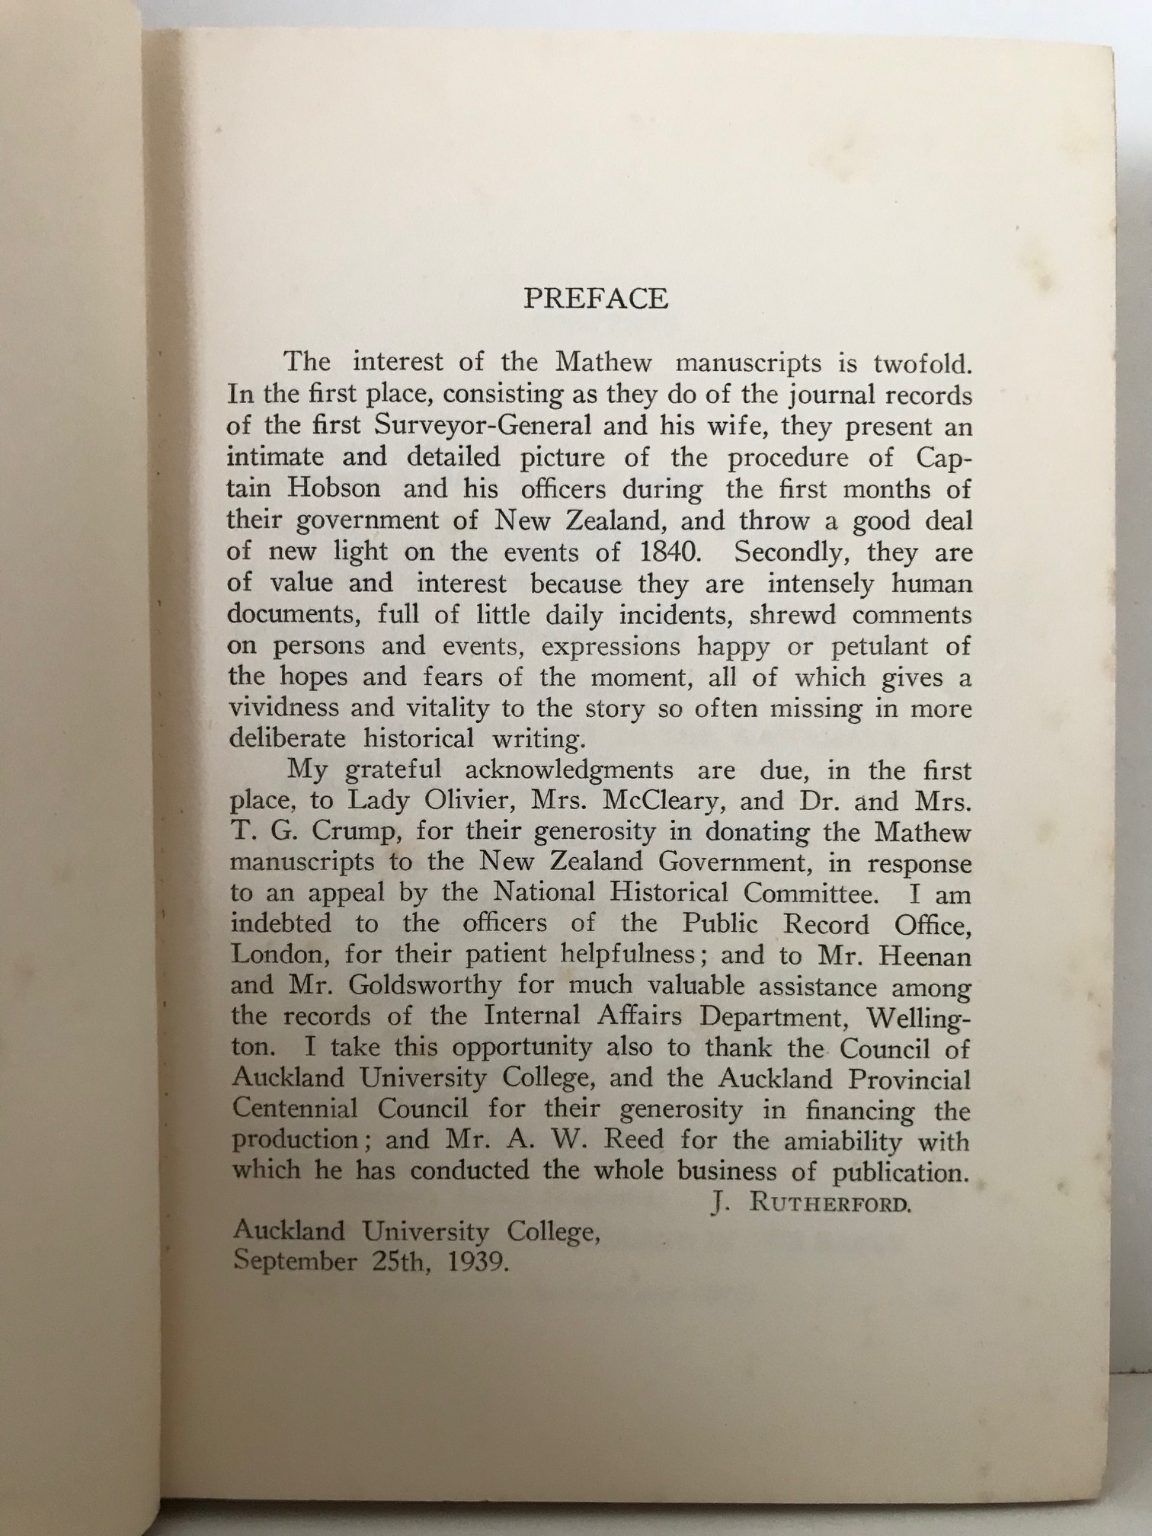 PREFACE
The interest of the Mathew manuscripts is twofold.
In the first place, consisting as they do of the journal records
of the first Surveyor-General and his wife, they present an
intimate and detailed picture of the procedure of Cap-
tain Hobson and his officers during the first months of
their government of New Zealand, and throw a good deal
of new light on the events of 1840. Secondly, they are
of value and interest because they are intensely human
documents, full of little daily incidents, shrewd comments
on persons and events, expressions happy or petulant of
the hopes and fears of the moment, all of which gives a
vividness and vitality to the story so often missing in more
deliberate historical writing.
My grateful acknowledgments are due, in the first
place, to Lady Olivier, Mrs. McCleary, and Dr. and Mrs.
T. G. Crump, for their generosity in donating the Mathew
manuscripts to the New Zealand Government, in response
to an appeal by the National Historical Committee. I am
indebted to the officers of the Public Record Office,
London, for their patient helpfulness; and to Mr. Heenan
and Mr. Goldsworthy for much valuable assistance among
the records of the Internal Affairs Department, Welling-
ton. I take this opportunity also to thank the Council of
Auckland University College, and the Auckland Provincial
Centennial Council for their generosity in financing the
production; and Mr. A. W. Reed for the amiability with
which he has conducted the whole business of publication.
J. RUTHERFORD.
Auckland University College,
September 25th, 1939.